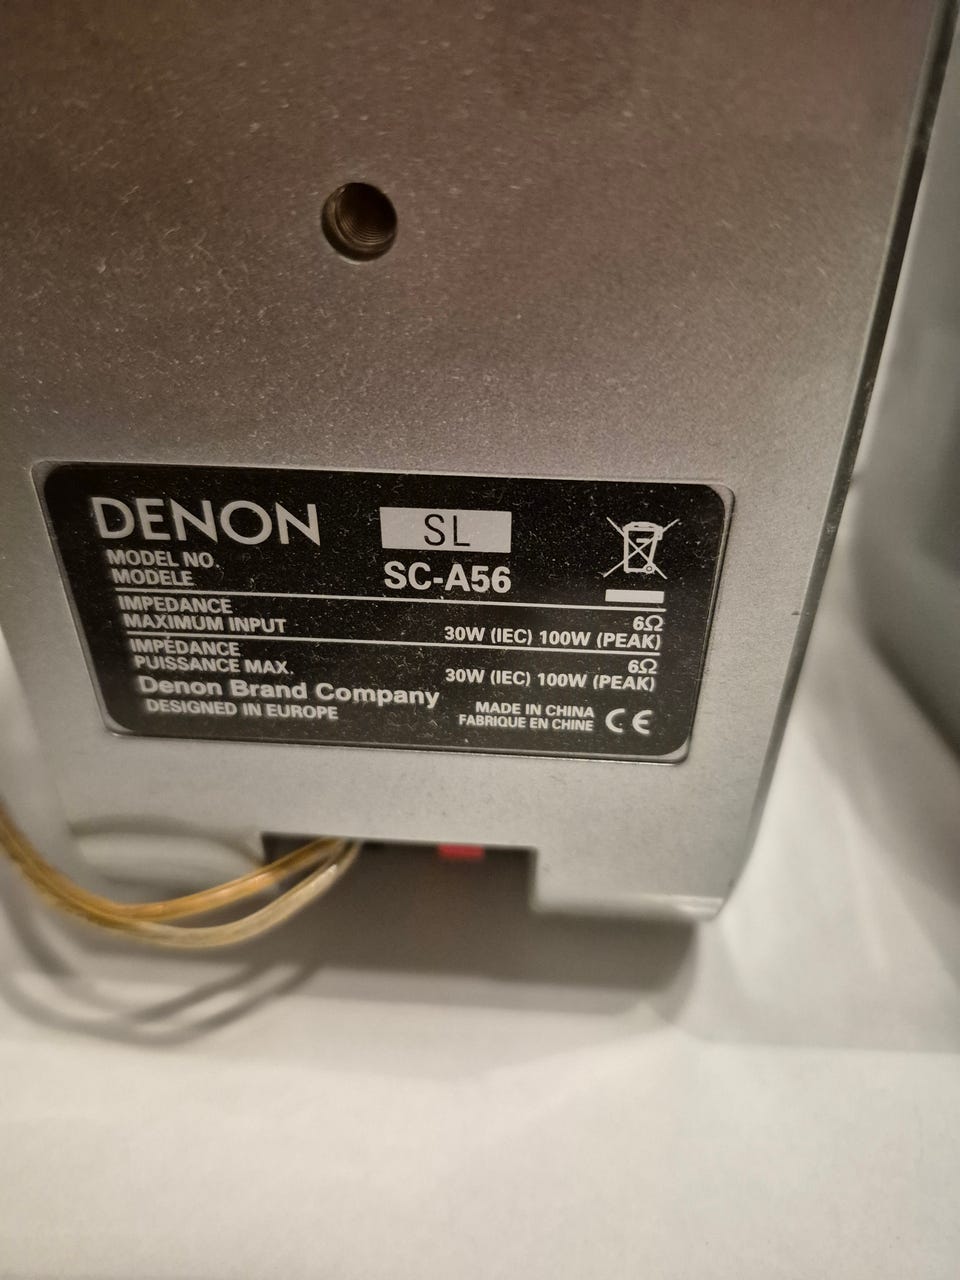 DENON SL
MODEL NO.
MODELE SC-A56
IMPEDANCE 6Ω
MAXIMUM INPUT 30W (IEC) 100W (PEAK)
IMPÉDANCE 6Ω
PUISSANCE MAX. 30W (IEC) 100W (PEAK)
Denon Brand Company
DESIGNED IN EUROPE
MADE IN CHINA
FABRIQUE EN CHINE CE